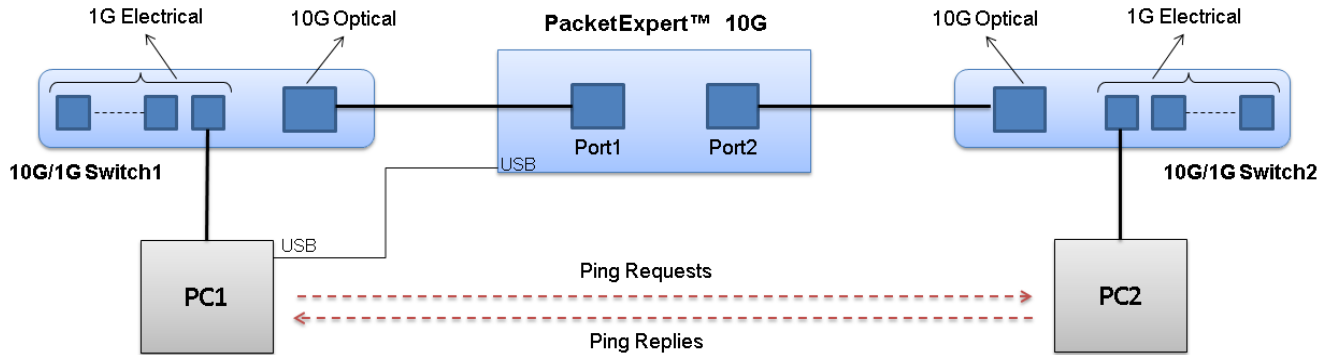 1G Electrical
10G Optical
PacketExpert™ 10G
10G Optical
1G Electrical
Port1
Port2
USB
10G/1G Switch1
10G/1G Switch2
USB
PC1
PC2
Ping Requests
Ping Replies